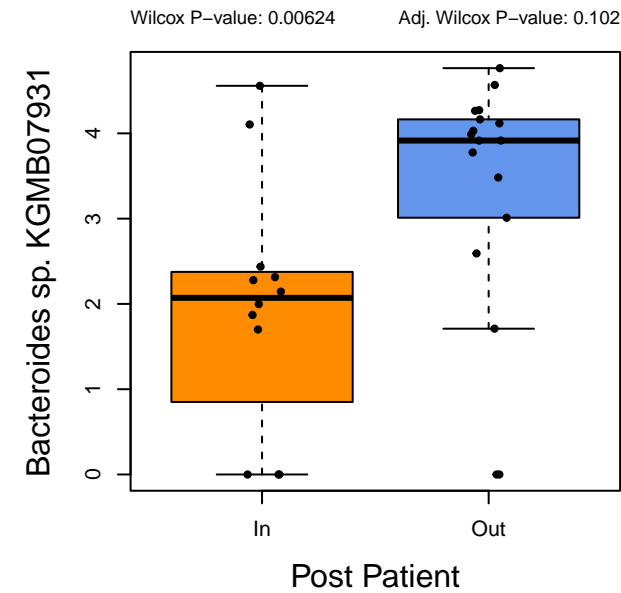 Wilcox P−value: 0.00624
Adj. Wilcox P−value: 0.102
Bacteroides sp. KGMB07931
4
3
2
1
0
In
Out
Post Patient